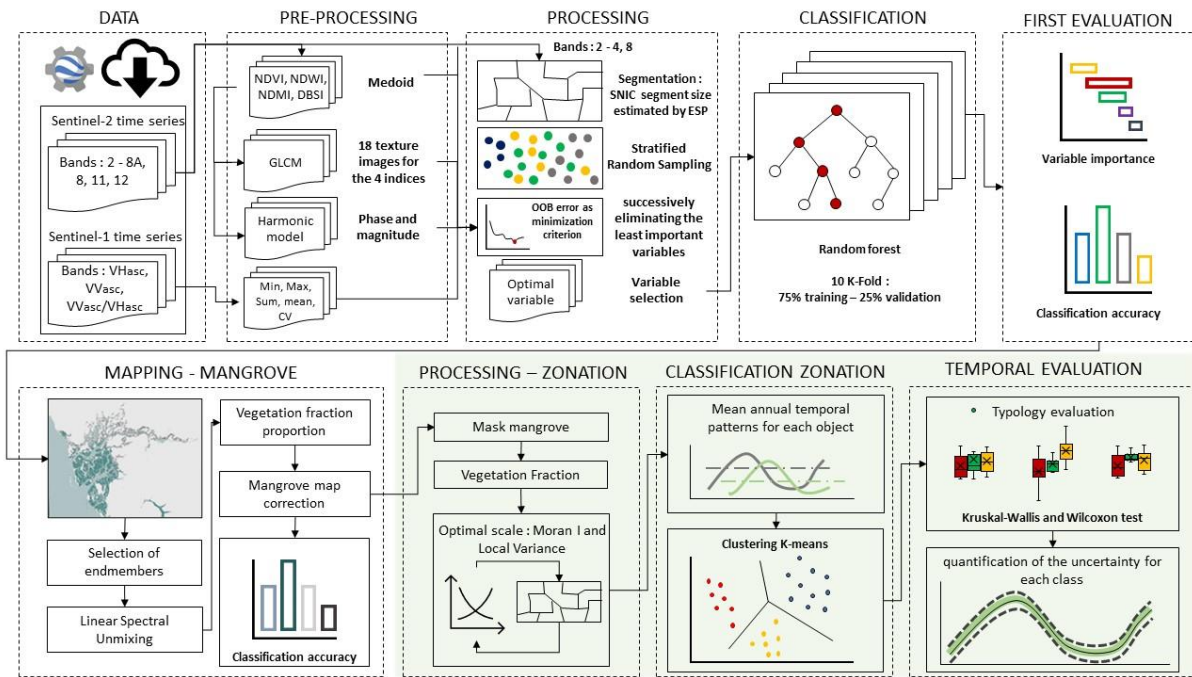 DATA
Sentinel-2 time series
Bands : 2 - 8A,
8, 11, 12
Sentinel-1 time series
Bands : VHasc,
VVasc,
VVasc/VHasc
PRE-PROCESSING
NDVI, NDWI,
NDMI, DBSI
Medoid
GLCM
18 texture images for
the 4 indices
Harmonic
model
Phase and
magnitude
Min, Max,
Sum, mean,
CV
PROCESSING
Bands : 2 - 4, 8
Segmentation :
SNIC segment size
estimated by ESP
Stratified
Random Sampling
OOB error as
minimization
criterion
successively
eliminating the
least important
variables
Optimal
variable
Variable
selection
CLASSIFICATION
Random forest
10 K-Fold :
75% training – 25% validation
FIRST EVALUATION
Variable importance
Classification accuracy
MAPPING - MANGROVE
Selection of
endmembers
Linear Spectral
Unmixing
Vegetation fraction
proportion
Mangrove map
correction
Classification accuracy
PROCESSING – ZONATION
Mask mangrove
Vegetation Fraction
Optimal scale : Moran I and
Local Variance
CLASSIFICATION ZONATION
Mean annual temporal
patterns for each object
Clustering K-means
TEMPORAL EVALUATION
Typology evaluation
Kruskal-Wallis and Wilcoxon test
quantification of the uncertainty for
each class